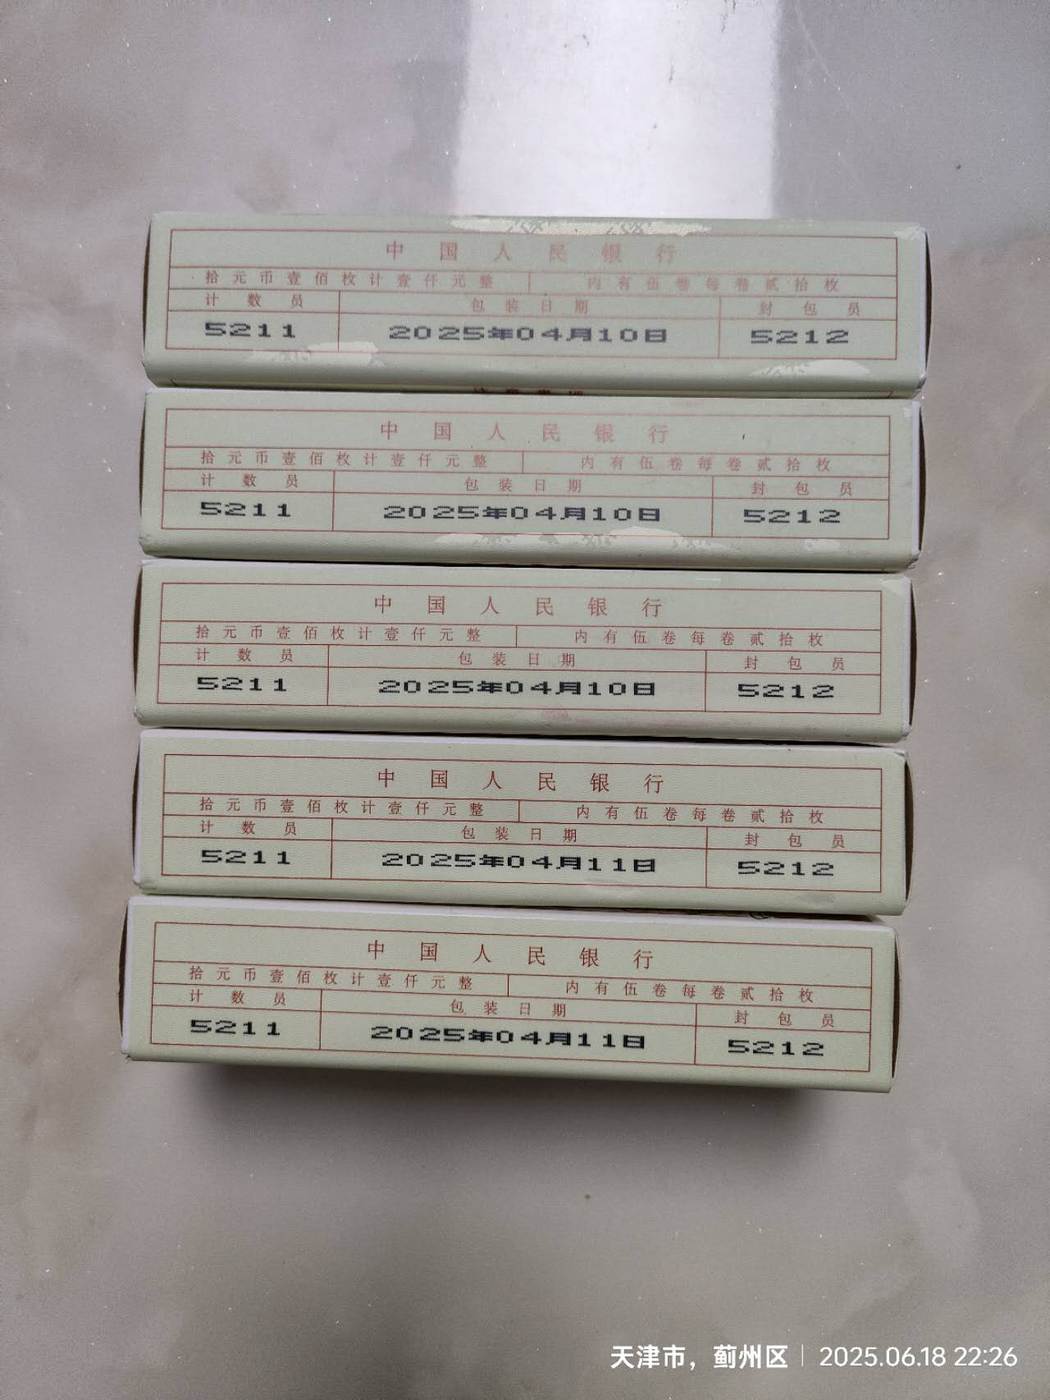 中国人民银行
拾元币壹佰枚计壹仟元整 内有伍卷每卷贰拾枚
计数员 包装日期 封包员
5211 2025年04月10日 5212
中国人民银行
拾元币壹佰枚计壹仟元整 内有伍卷每卷贰拾枚
计数员 包装日期 封包员
5211 2025年04月10日 5212
中国人民银行
拾元币壹佰枚计壹仟元整 内有伍卷每卷贰拾枚
计数员 包装日期 封包员
5211 2025年04月10日 5212
中国人民银行
拾元币壹佰枚计壹仟元整 内有伍卷每卷贰拾枚
计数员 包装日期 封包员
5211 2025年04月11日 5212
中国人民银行
拾元币壹佰枚计壹仟元整 内有伍卷每卷贰拾枚
计数员 包装日期 封包员
5211 2025年04月11日 5212
天津市，蓟州区 | 2025.06.18 22:26